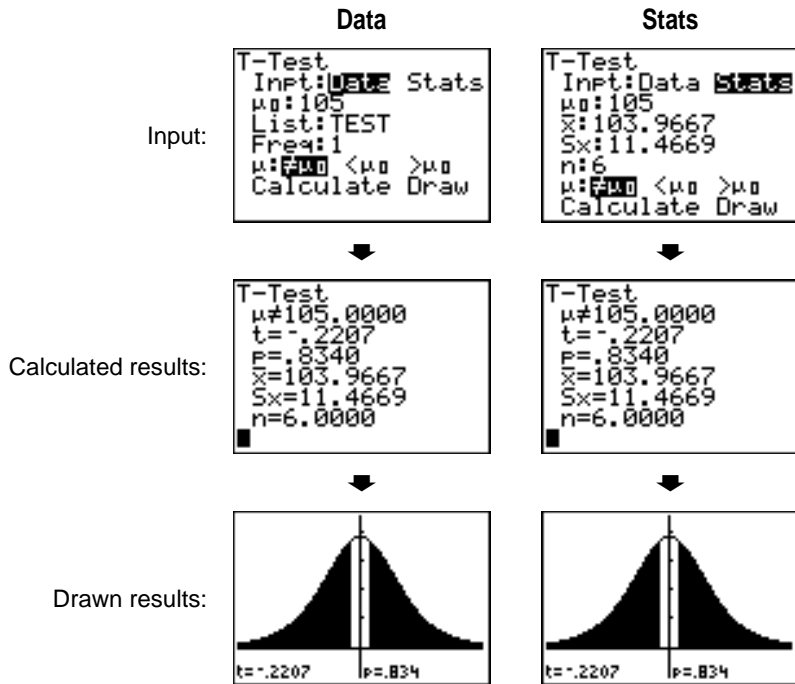 Data Stats
Input:
T-Test
Inpt:Data Stats
μ0:105
List:TEST
Freq:1
μ:≠μ0 <μ0 >μ0
Calculate Draw
T-Test
Inpt:Data Stats
μ0:105
x̄:103.9667
Sx:11.4669
n:6
μ:≠μ0 <μ0 >μ0
Calculate Draw
Calculated results:
T-Test
μ≠105.0000
t=-.2207
p=.8340
x̄=103.9667
Sx=11.4669
n=6.0000
T-Test
μ≠105.0000
t=-.2207
p=.8340
x̄=103.9667
Sx=11.4669
n=6.0000
Drawn results:
t=-.2207 p=.834
t=-.2207 p=.834